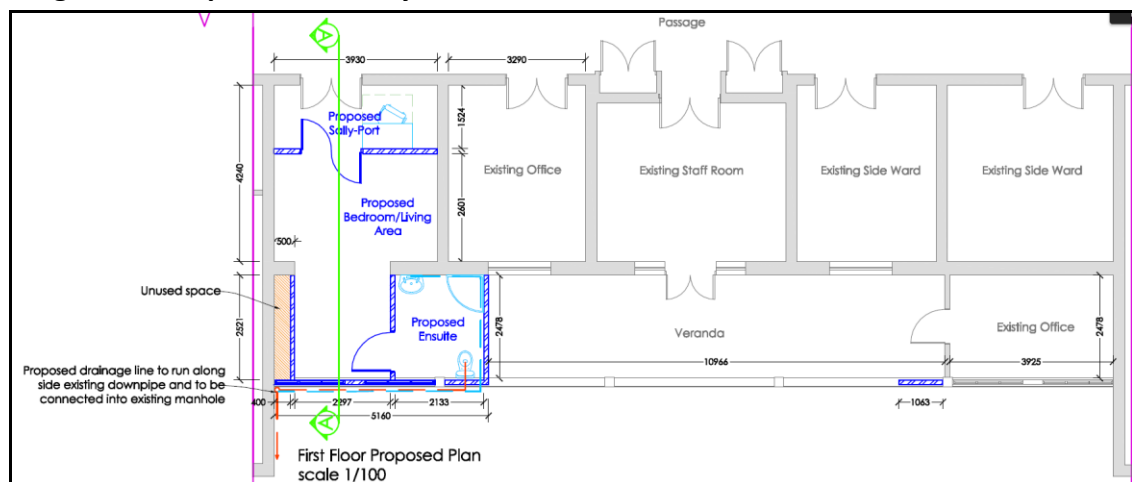 Passage
A
3930
3290
Proposed
Sally-Port
1524
4240
Existing Office
Existing Staff Room
Existing Side Ward
Existing Side Ward
2601
Proposed
Bedroom/Living
Area
500
Unused space
2521
Proposed
Ensuite
2478
Veranda
Existing Office
2478
10966
3925
Proposed drainage line to run along
side existing downpipe and to be
connected into existing manhole
400
2297
2133
1063
5160
A
First Floor Proposed Plan
scale 1/100